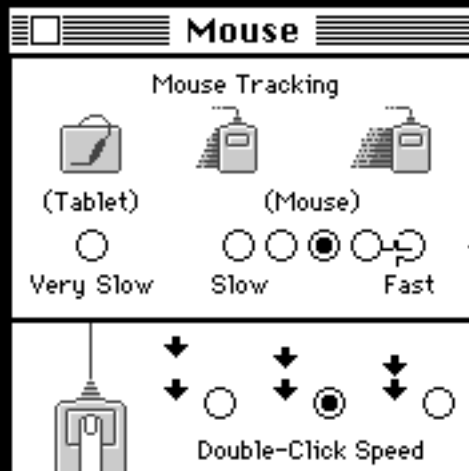 Mouse
Mouse Tracking
(Tablet) (Mouse)
Very Slow Slow Fast
Double-Click Speed